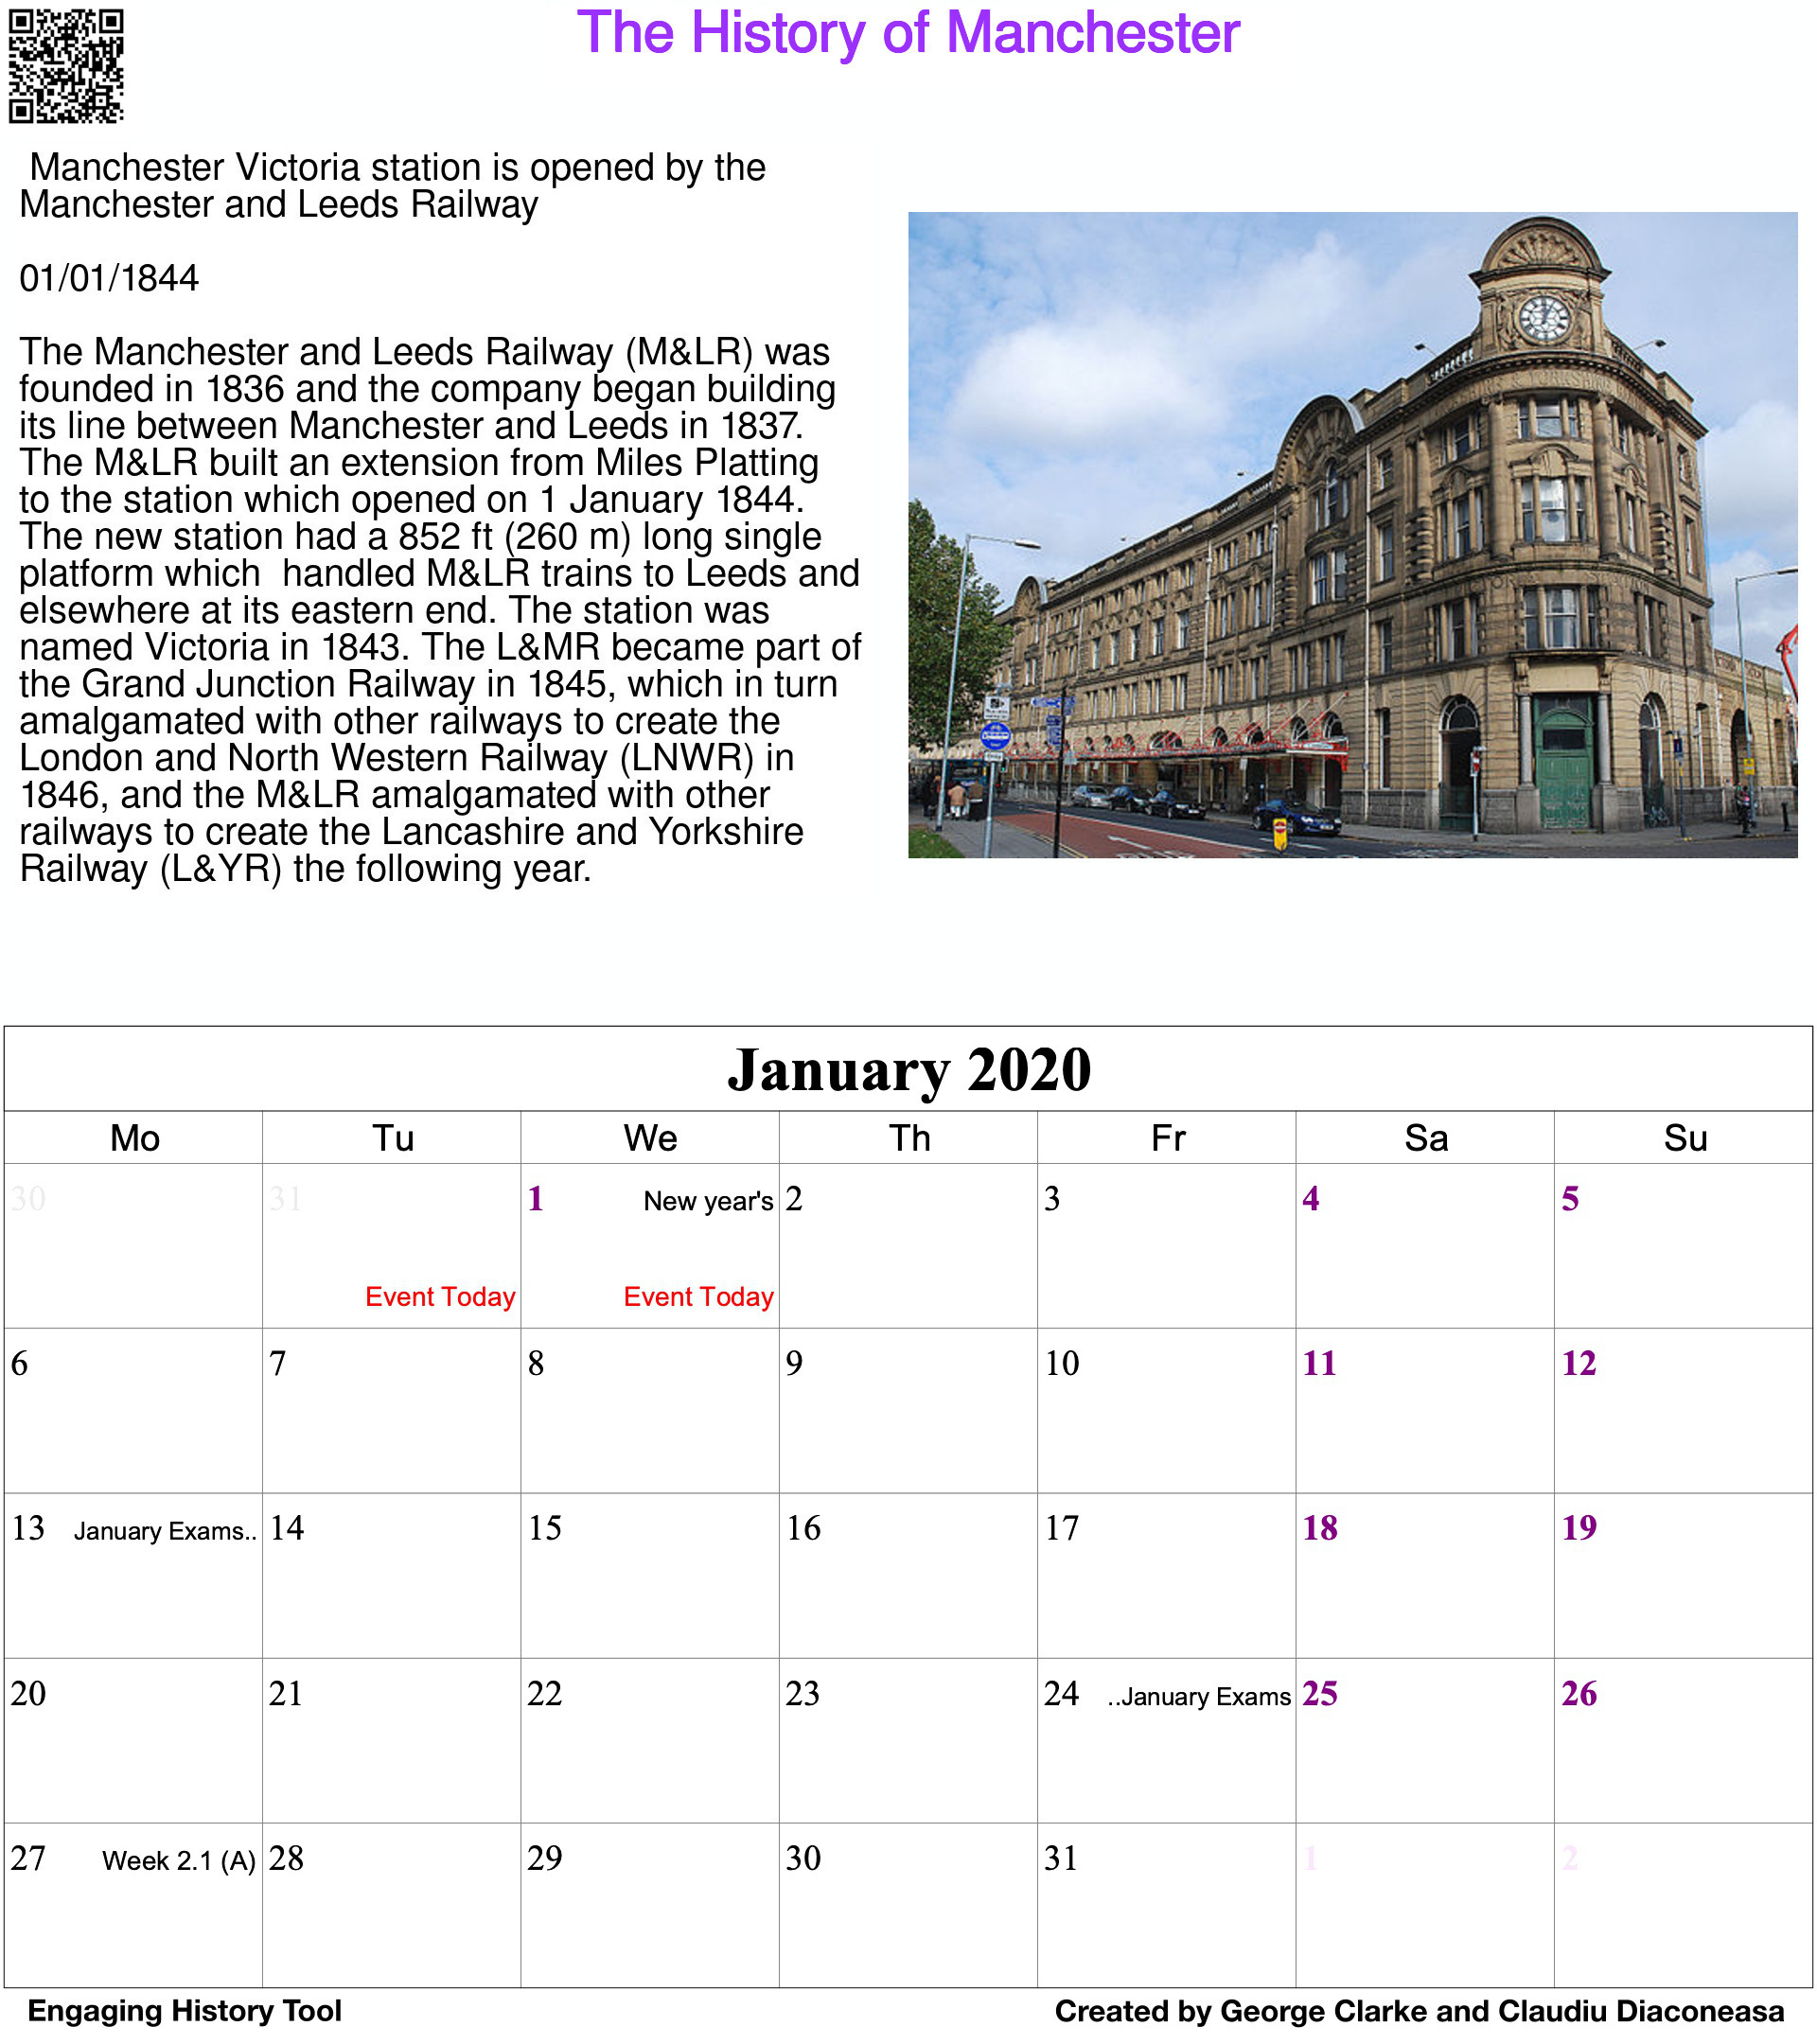 The History of Manchester
Manchester Victoria station is opened by the
Manchester and Leeds Railway
01/01/1844
The Manchester and Leeds Railway (M&LR) was
founded in 1836 and the company began building
its line between Manchester and Leeds in 1837.
The M&LR built an extension from Miles Platting
to the station which opened on 1 January 1844.
The new station had a 852 ft (260 m) long single
platform which  handled M&LR trains to Leeds and
elsewhere at its eastern end. The station was
named Victoria in 1843. The L&MR became part of
the Grand Junction Railway in 1845, which in turn
amalgamated with other railways to create the
London and North Western Railway (LNWR) in
1846, and the M&LR amalgamated with other
railways to create the Lancashire and Yorkshire
Railway (L&YR) the following year.
January 2020
Mo Tu We Th Fr Sa Su
30 31 1 New year's 2 3 4 5
Event Today Event Today
6 7 8 9 10 11 12
13 January Exams.. 14 15 16 17 18 19
20 21 22 23 24 ..January Exams 25 26
27 Week 2.1 (A) 28 29 30 31 1 2
Engaging History Tool Created by George Clarke and Claudiu Diaconeasa